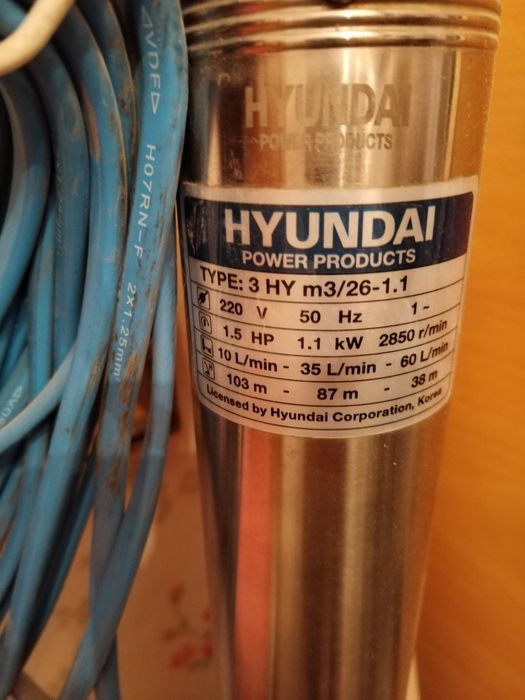 ◁VDE▷ H07RN-F 2X1.25mm
HYUNDAI
POWER PRODUCTS
HYUNDAI
POWER PRODUCTS
TYPE: 3 HY m3/26-1.1
220 V 50 Hz 1 ~
1.5 HP 1.1 kW 2850 r/min
10 L/min - 35 L/min - 60 L/min
103 m - 87 m - 38 m
Licensed by Hyundai Corporation, Korea